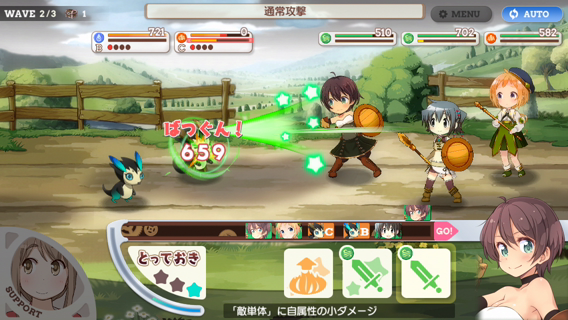 WAVE 2/3 1
通常攻撃
MENU
AUTO
B 721
C 0
510
702
582
ばつぐん!
659
C B GO!
とっておき
SUPPORT
「敵単体」に自属性の小ダメージ